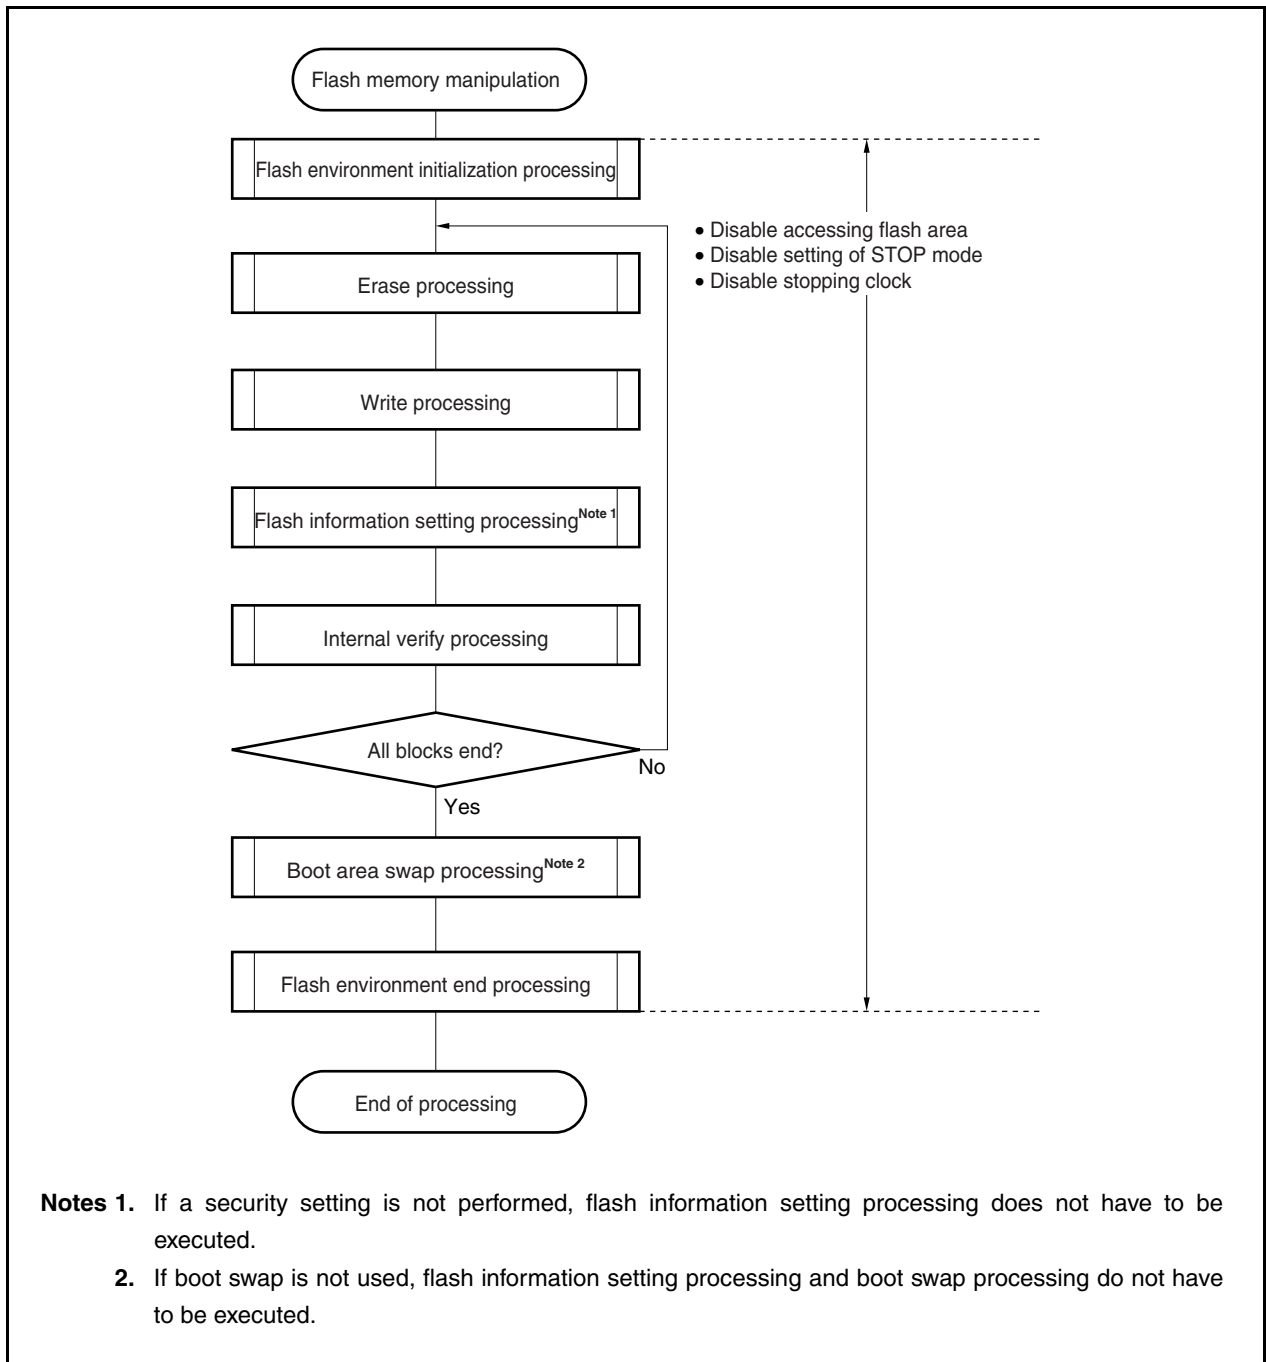 Flash memory manipulation
Flash environment initialization processing
• Disable accessing flash area
• Disable setting of STOP mode
• Disable stopping clock
Erase processing
Write processing
Flash information setting processingNote 1
Internal verify processing
All blocks end?
No
Yes
Boot area swap processingNote 2
Flash environment end processing
End of processing
Notes 1. If a security setting is not performed, flash information setting processing does not have to be
executed.
2. If boot swap is not used, flash information setting processing and boot swap processing do not have
to be executed.